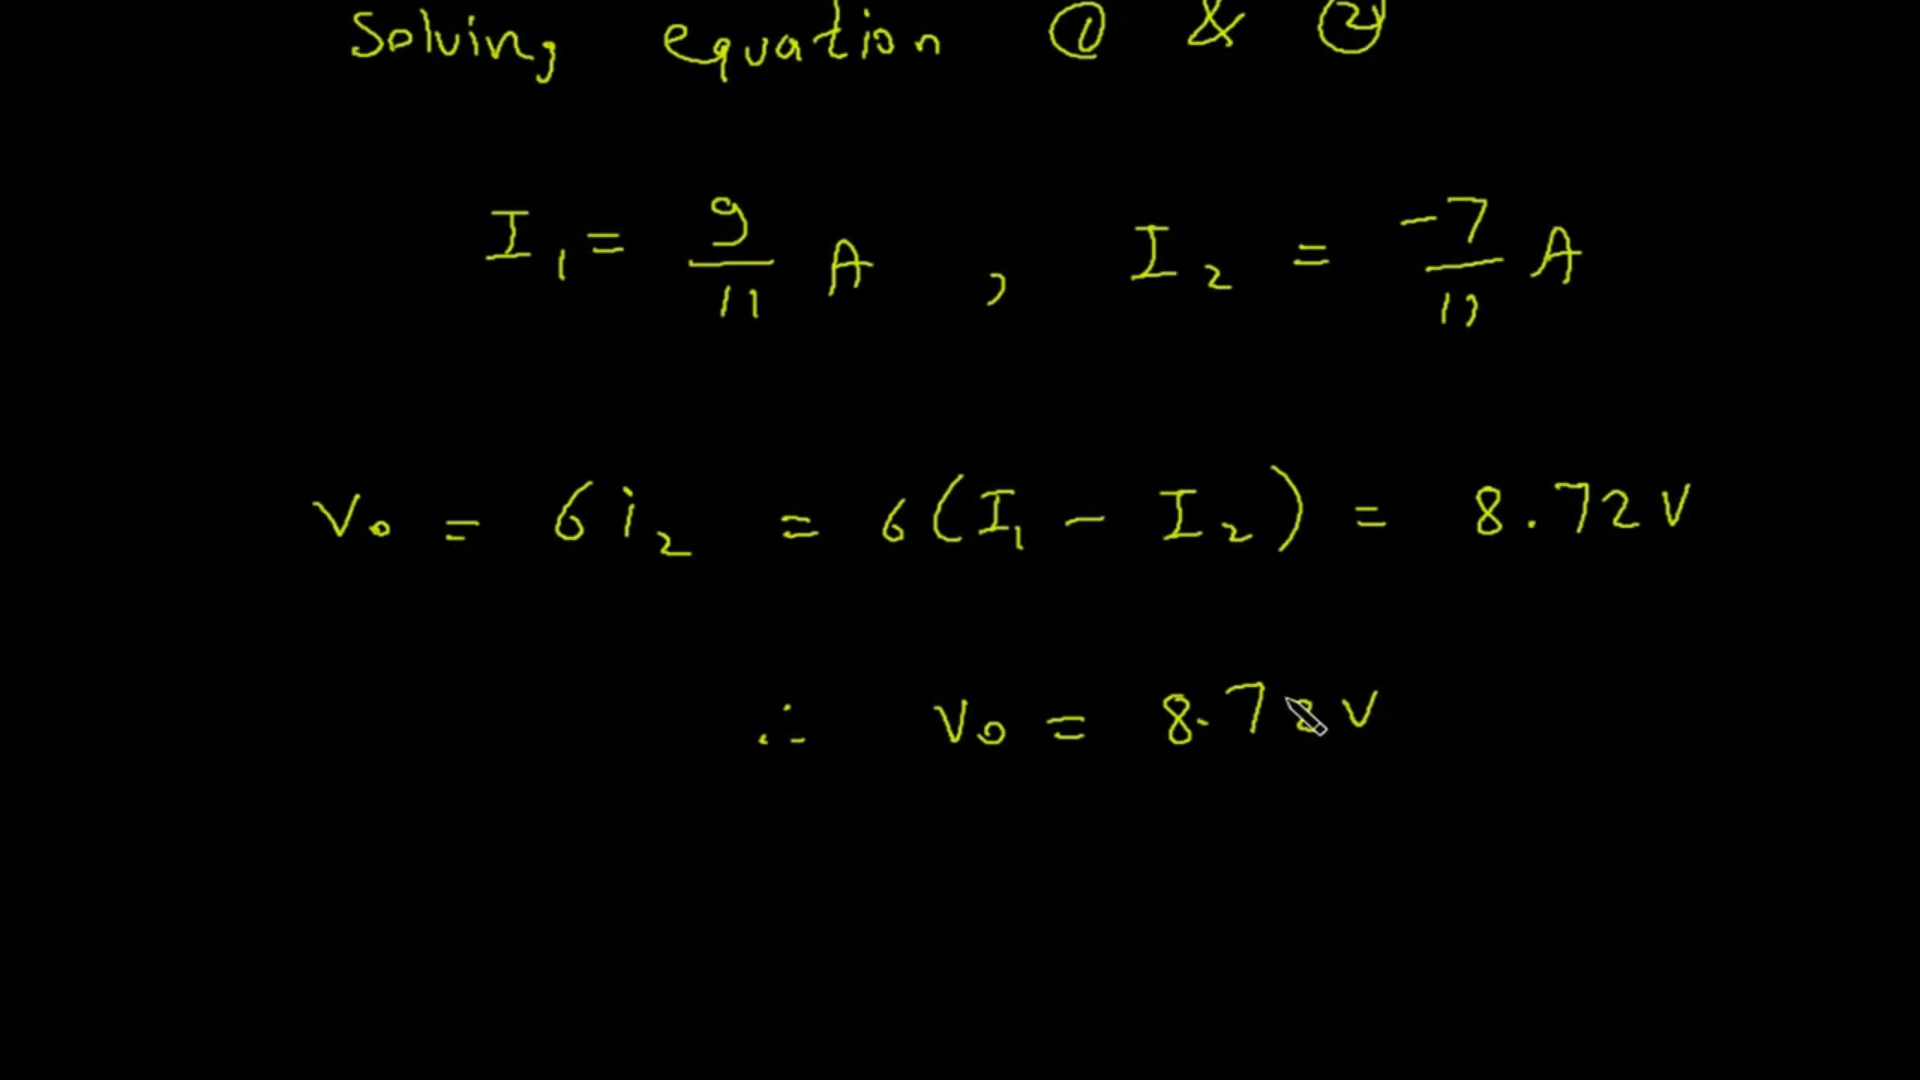 Solving equation ① & ②
I₁ = 9/11 A , I₂ = -7/11 A
V₀ = 6 i₂ = 6(I₁ - I₂) = 8.72 V
∴ V₀ = 8.72 V